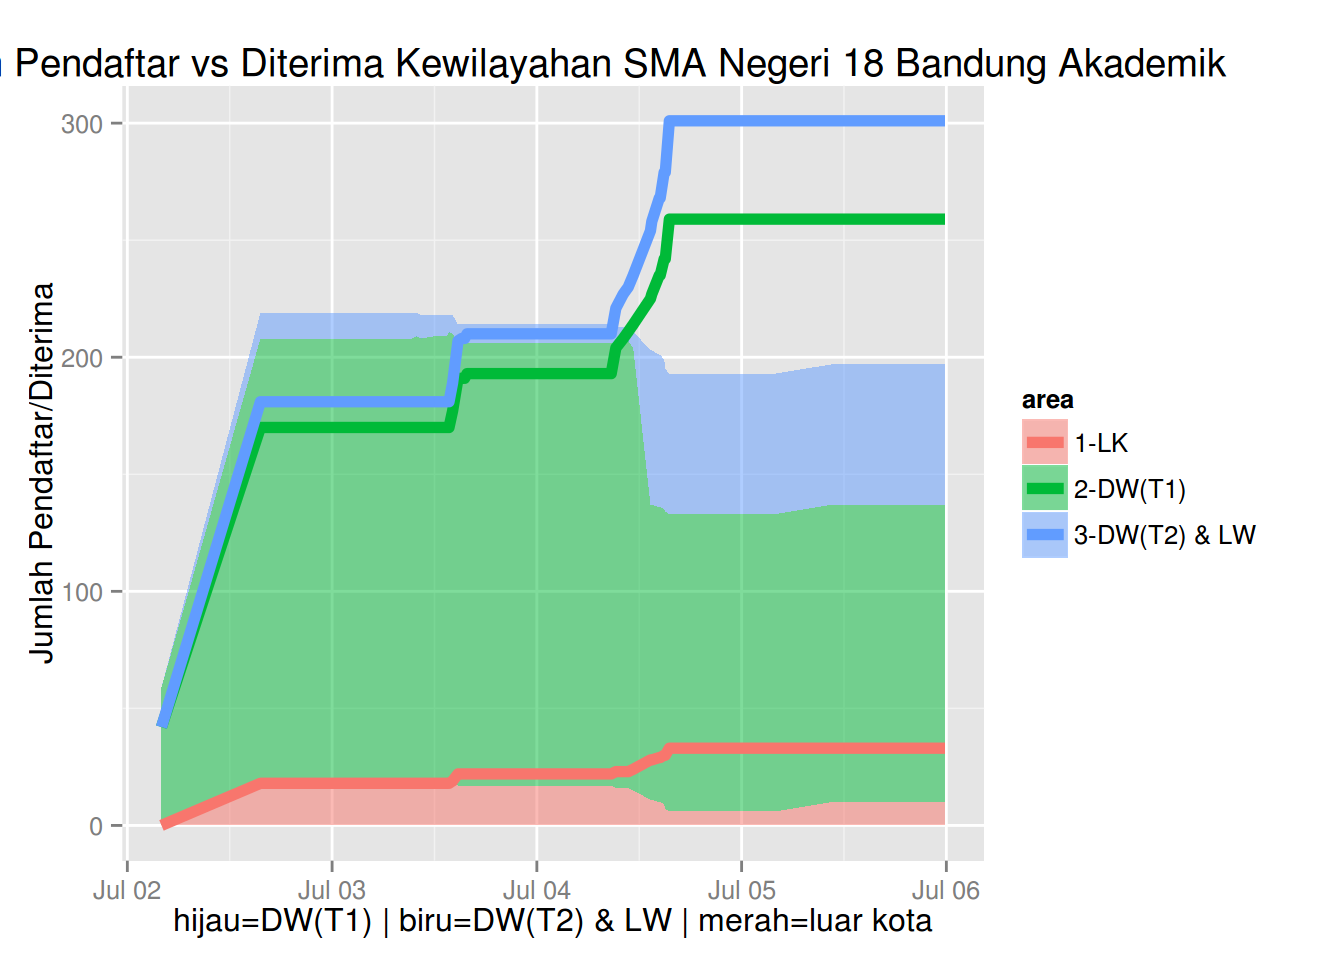 Pendaftar vs Diterima Kewilayahan SMA Negeri 18 Bandung Akademik
300
200
100
0
Jumlah Pendaftar/Diterima
Jul 02 Jul 03 Jul 04 Jul 05 Jul 06
hijau=DW(T1) | biru=DW(T2) & LW | merah=luar kota
area
1-LK
2-DW(T1)
3-DW(T2) & LW